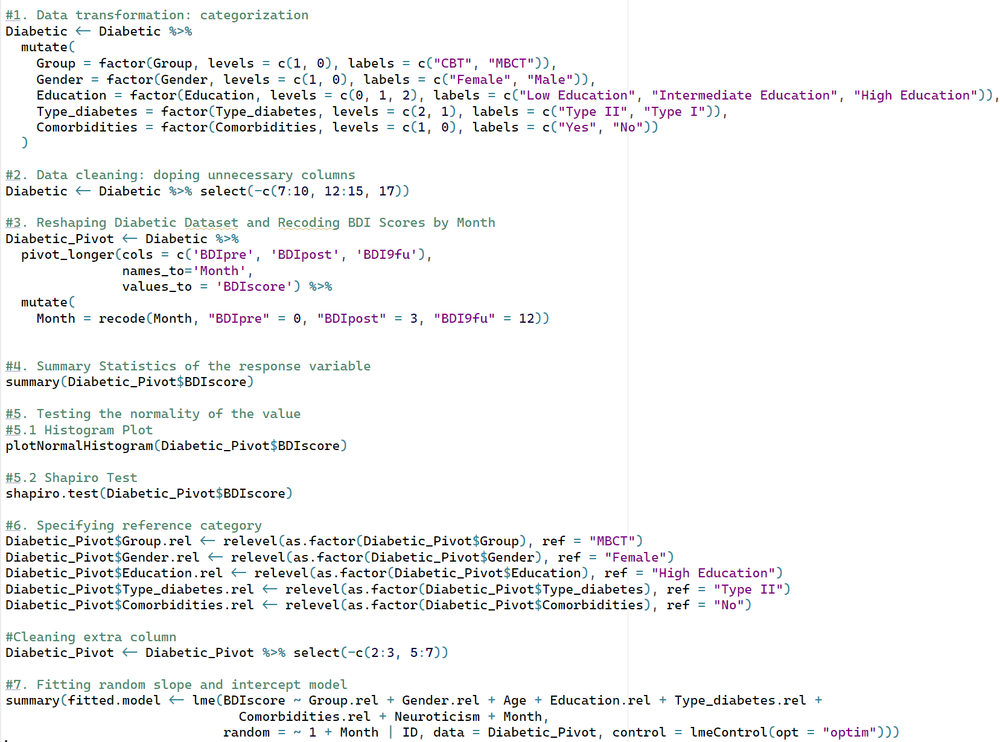 #1. Data transformation: categorization
Diabetic <- Diabetic %>%
  mutate(
    Group = factor(Group, levels = c(1, 0), labels = c("CBT", "MBCT")),
    Gender = factor(Gender, levels = c(1, 0), labels = c("Female", "Male")),
    Education = factor(Education, levels = c(0, 1, 2), labels = c("Low Education", "Intermediate Education", "High Education")),
    Type_diabetes = factor(Type_diabetes, levels = c(2, 1), labels = c("Type II", "Type I")),
    Comorbidities = factor(Comorbidities, levels = c(1, 0), labels = c("Yes", "No"))
  )
#2. Data cleaning: doping unnecessary columns
Diabetic <- Diabetic %>% select(-c(7:10, 12:15, 17))
#3. Reshaping Diabetic Dataset and Recoding BDI Scores by Month
Diabetic_Pivot <- Diabetic %>%
  pivot_longer(cols = c('BDIpre', 'BDIpost', 'BDI9fu'),
               names_to='Month',
               values_to = 'BDIscore') %>%
  mutate(
    Month = recode(Month, "BDIpre" = 0, "BDIpost" = 3, "BDI9fu" = 12))
#4. Summary Statistics of the response variable
summary(Diabetic_Pivot$BDIscore)
#5. Testing the normality of the value
#5.1 Histogram Plot
plotNormalHistogram(Diabetic_Pivot$BDIscore)
#5.2 Shapiro Test
shapiro.test(Diabetic_Pivot$BDIscore)
#6. Specifying reference category
Diabetic_Pivot$Group.rel <- relevel(as.factor(Diabetic_Pivot$Group), ref = "MBCT")
Diabetic_Pivot$Gender.rel <- relevel(as.factor(Diabetic_Pivot$Gender), ref = "Female")
Diabetic_Pivot$Education.rel <- relevel(as.factor(Diabetic_Pivot$Education), ref = "High Education")
Diabetic_Pivot$Type_diabetes.rel <- relevel(as.factor(Diabetic_Pivot$Type_diabetes), ref = "Type II")
Diabetic_Pivot$Comorbidities.rel <- relevel(as.factor(Diabetic_Pivot$Comorbidities), ref = "No")
#Cleaning extra column
Diabetic_Pivot <- Diabetic_Pivot %>% select(-c(2:3, 5:7))
#7. Fitting random slope and intercept model
summary(fitted.model <- lme(BDIscore ~ Group.rel + Gender.rel + Age + Education.rel + Type_diabetes.rel +
                              Comorbidities.rel + Neuroticism + Month,
                            random = ~ 1 + Month | ID, data = Diabetic_Pivot, control = lmeControl(opt = "optim")))